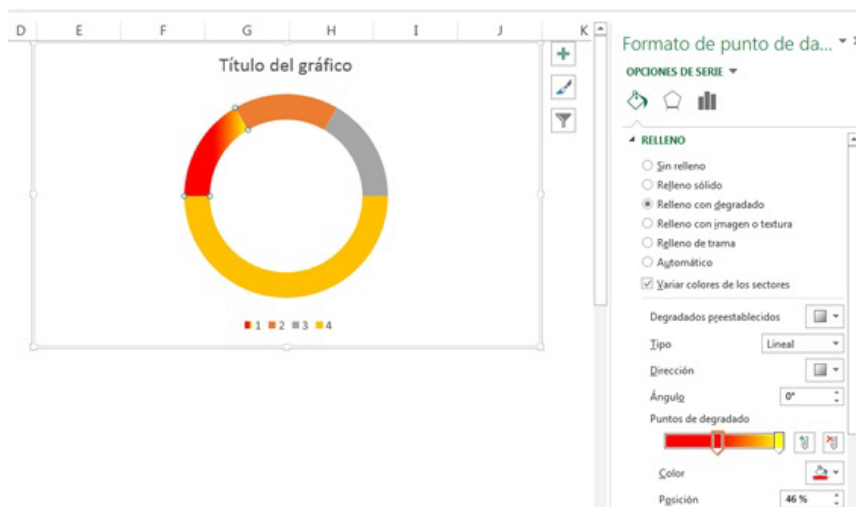 D E F G H I J K
Título del gráfico
1 2 3 4
Formato de punto de da...
OPCIONES DE SERIE
RELLENO
Sin relleno
Relleno sólido
Relleno con degradado
Relleno con imagen o textura
Relleno de trama
Automático
Variar colores de los sectores
Degradados preestablecidos
Tipo Lineal
Dirección
Ángulo 0°
Puntos de degradado
Color
Posición 46 %